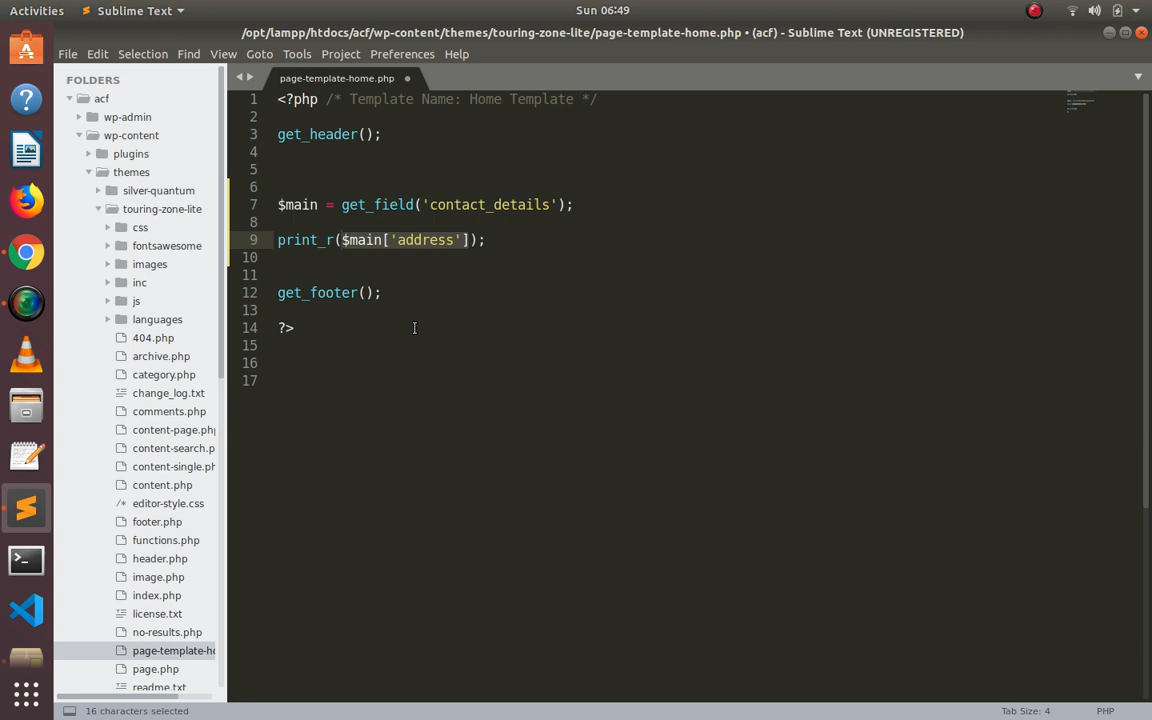 Activities
Sublime Text
Sun 06:49
/opt/lampp/htdocs/acf/wp-content/themes/touring-zone-lite/page-template-home.php • (acf) - Sublime Text (UNREGISTERED)
File Edit Selection Find View Goto Tools Project Preferences Help
FOLDERS
acf
wp-admin
wp-content
plugins
themes
silver-quantum
touring-zone-lite
css
fontsawesome
images
inc
js
languages
404.php
archive.php
category.php
change_log.txt
comments.php
content-page.php
content-search.p
content-single.ph
content.php
editor-style.css
footer.php
functions.php
header.php
image.php
index.php
license.txt
no-results.php
page-template-ho
page.php
readme.txt
page-template-home.php
1 <?php /* Template Name: Home Template */
2
3 get_header();
4
5
6
7 $main = get_field('contact_details');
8
9 print_r($main['address']);
10
11
12 get_footer();
13
14 ?>
15
16
17
16 characters selected
Tab Size: 4
PHP